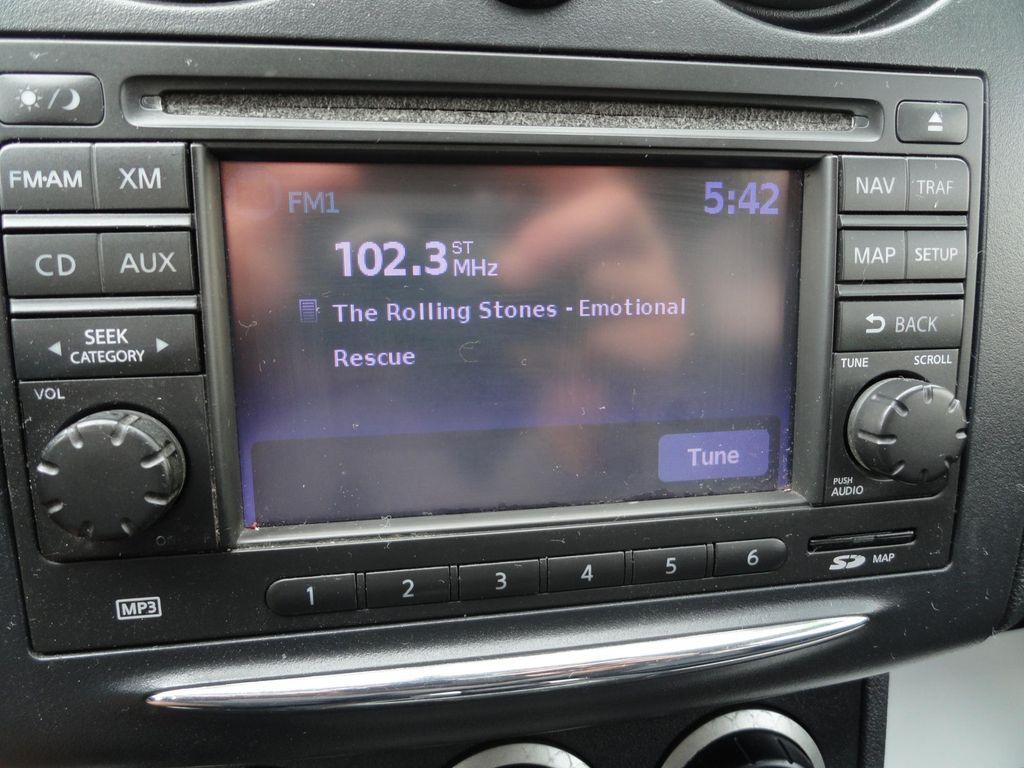 FM·AM
XM
CD
AUX
SEEK
CATEGORY
VOL
FM1
5:42
102.3 ST MHz
The Rolling Stones - Emotional
Rescue
Tune
NAV
TRAF
MAP
SETUP
BACK
TUNE
SCROLL
PUSH
AUDIO
1
2
3
4
5
6
SD MAP
MP3